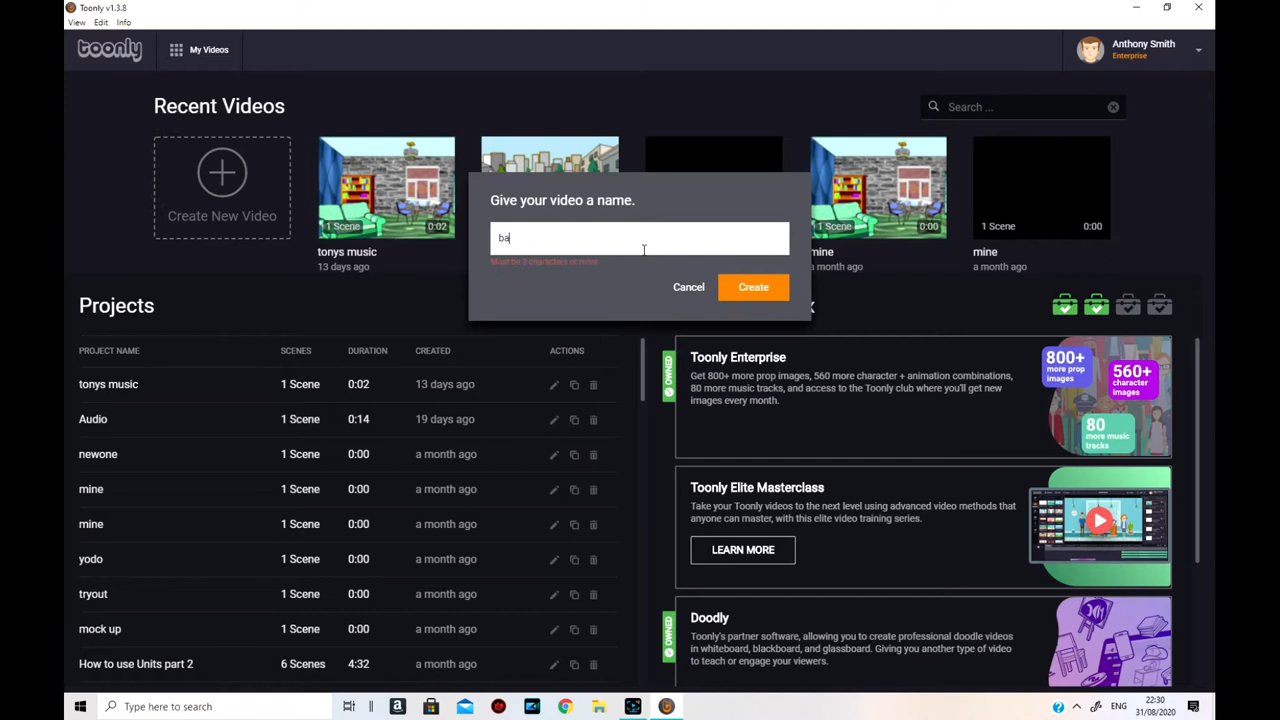 Toonly v1.3.8
View Edit Info
toonly
My Videos
Anthony Smith
Enterprise
Recent Videos
Search ...
Create New Video
1 Scene 0:02
tonys music
13 days ago
Give your video a name.
ba
Must be 3 characters or more
Cancel Create
0:00
mine
a month ago
1 Scene 0:00
mine
a month ago
Projects
PROJECT NAME SCENES DURATION CREATED ACTIONS
tonys music 1 Scene 0:02 13 days ago
Audio 1 Scene 0:14 19 days ago
newone 1 Scene 0:00 a month ago
mine 1 Scene 0:00 a month ago
mine 1 Scene 0:00 a month ago
yodo 1 Scene 0:00 a month ago
tryout 1 Scene 0:00 a month ago
mock up 1 Scene 0:00 a month ago
How to use Units part 2 6 Scenes 4:32 a month ago
OWNED
Toonly Enterprise
Get 800+ more prop images, 560 more character + animation combinations,
80 more music tracks, and access to the Toonly club where you'll get new
images every month.
800+
more prop
images
560+
character
images
80
more music
tracks
Toonly Elite Masterclass
Take your Toonly videos to the next level using advanced video methods that
anyone can master, with this elite video training series.
LEARN MORE
OWNED
Doodly
Toonly's partner software, allowing you to create professional doodle videos
in whiteboard, blackboard, and glassboard. Giving you another type of video
to teach or engage your viewers.
Type here to search
ENG
22:30
31/08/2020